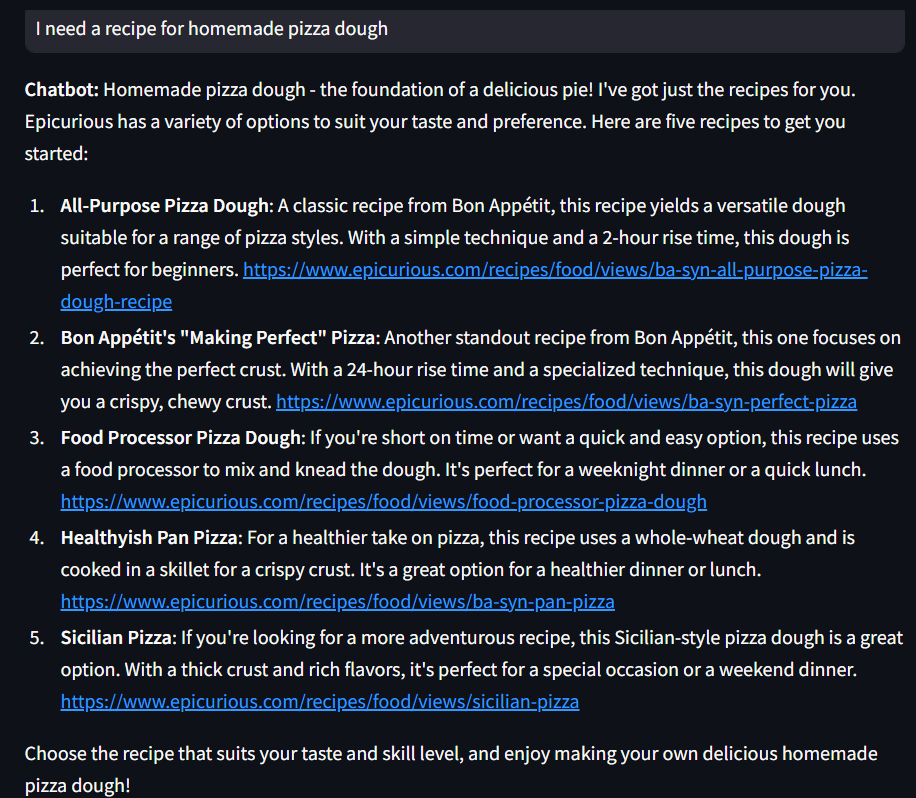 I need a recipe for homemade pizza dough
Chatbot: Homemade pizza dough - the foundation of a delicious pie! I've got just the recipes for you.
Epicurious has a variety of options to suit your taste and preference. Here are five recipes to get you
started:
1. All-Purpose Pizza Dough: A classic recipe from Bon Appétit, this recipe yields a versatile dough
suitable for a range of pizza styles. With a simple technique and a 2-hour rise time, this dough is
perfect for beginners. https://www.epicurious.com/recipes/food/views/ba-syn-all-purpose-pizza-
dough-recipe
2. Bon Appétit's "Making Perfect" Pizza: Another standout recipe from Bon Appétit, this one focuses on
achieving the perfect crust. With a 24-hour rise time and a specialized technique, this dough will give
you a crispy, chewy crust. https://www.epicurious.com/recipes/food/views/ba-syn-perfect-pizza
3. Food Processor Pizza Dough: If you're short on time or want a quick and easy option, this recipe uses
a food processor to mix and knead the dough. It's perfect for a weeknight dinner or a quick lunch.
https://www.epicurious.com/recipes/food/views/food-processor-pizza-dough
4. Healthyish Pan Pizza: For a healthier take on pizza, this recipe uses a whole-wheat dough and is
cooked in a skillet for a crispy crust. It's a great option for a healthier dinner or lunch.
https://www.epicurious.com/recipes/food/views/ba-syn-pan-pizza
5. Sicilian Pizza: If you're looking for a more adventurous recipe, this Sicilian-style pizza dough is a great
option. With a thick crust and rich flavors, it's perfect for a special occasion or a weekend dinner.
https://www.epicurious.com/recipes/food/views/sicilian-pizza
Choose the recipe that suits your taste and skill level, and enjoy making your own delicious homemade
pizza dough!